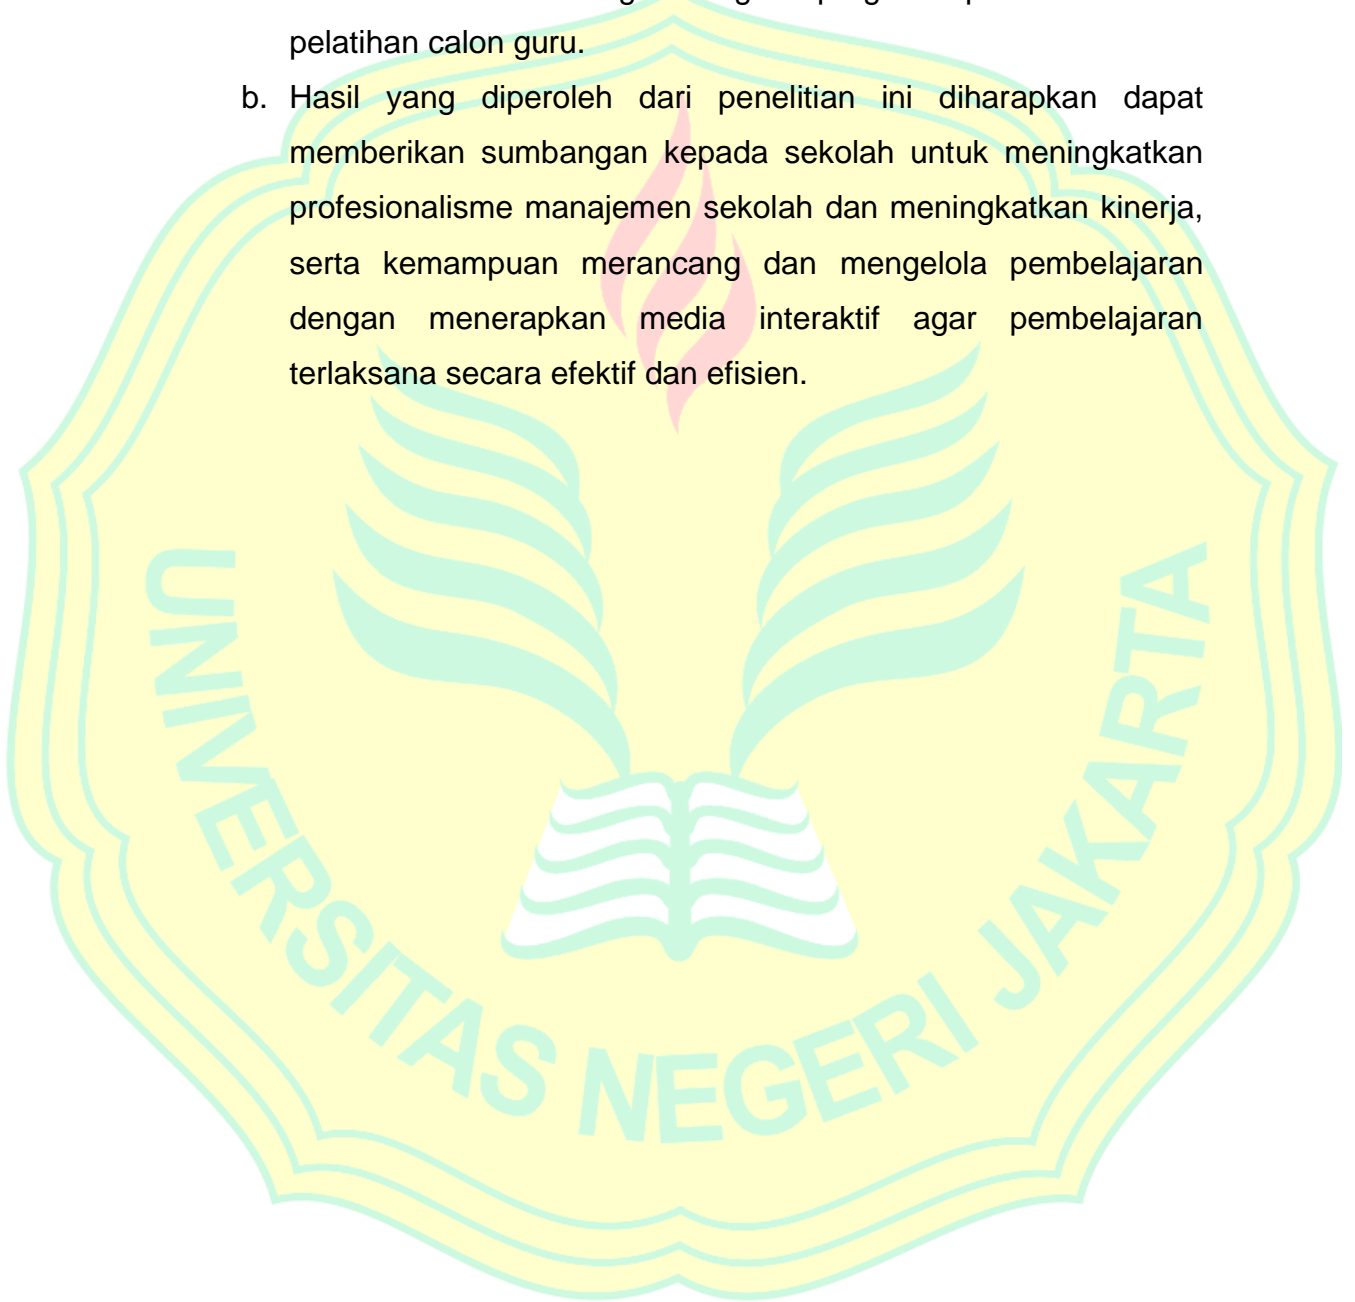 pelatihan calon guru.
b. Hasil yang diperoleh dari penelitian ini diharapkan dapat
memberikan sumbangan kepada sekolah untuk meningkatkan
profesionalisme manajemen sekolah dan meningkatkan kinerja,
serta kemampuan merancang dan mengelola pembelajaran
dengan menerapkan media interaktif agar pembelajaran
terlaksana secara efektif dan efisien.
UNIVERSITAS NEGERI JAKARTA